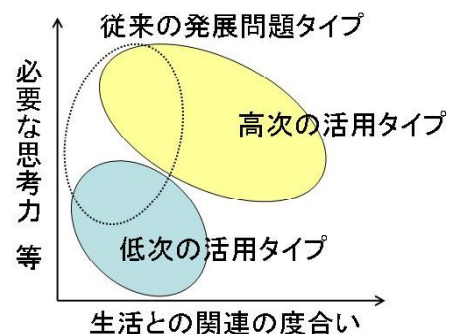 従来の発展問題タイプ
必要な思考力 等
高次の活用タイプ
低次の活用タイプ
生活との関連の度合い